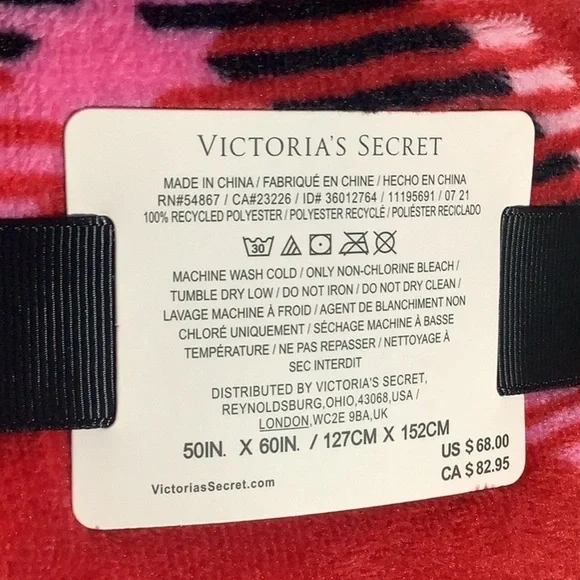 VICTORIA'S SECRET
MADE IN CHINA / FABRIQUÉ EN CHINE / HECHO EN CHINA
RN#54867 / CA#23226 / ID# 36012764 / 11195691 / 07 21
100% RECYCLED POLYESTER / POLYESTER RECYCLÉ / POLIÉSTER RECICLADO
30
MACHINE WASH COLD / ONLY NON-CHLORINE BLEACH /
TUMBLE DRY LOW / DO NOT IRON / DO NOT DRY CLEAN /
LAVAGE MACHINE À FROID / AGENT DE BLANCHIMENT NON
CHLORÉ UNIQUEMENT / SÉCHAGE MACHINE À BASSE
TEMPÉRATURE / NE PAS REPASSER / NETTOYAGE À
SEC INTERDIT
DISTRIBUTED BY VICTORIA'S SECRET,
REYNOLDSBURG,OHIO,43068,USA /
LONDON,WC2E 9BA,UK
50IN. X 60IN. / 127CM X 152CM
US $ 68.00
CA $ 82.95
VictoriasSecret.com